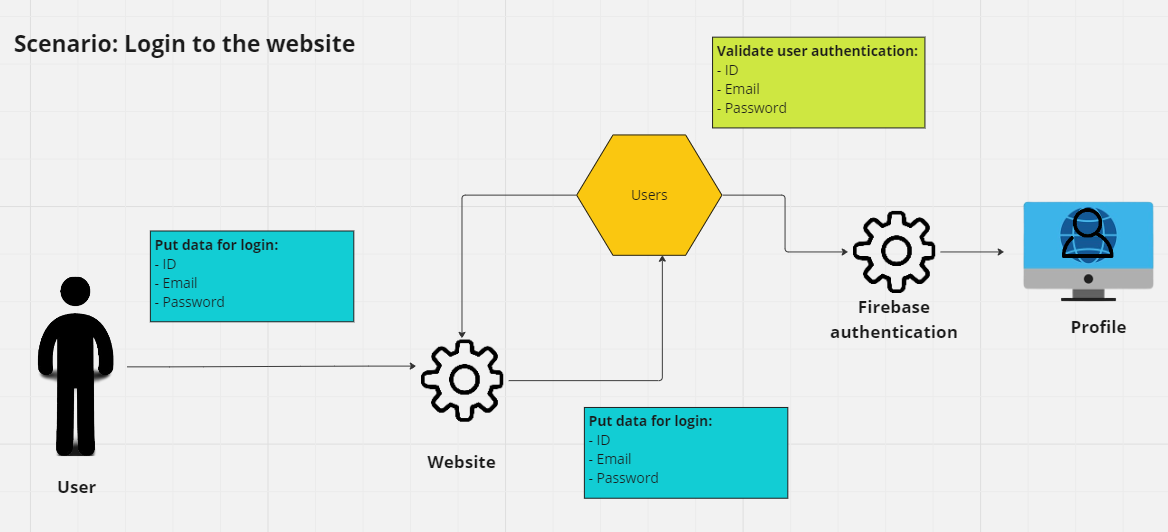 Scenario: Login to the website
Validate user authentication:
- ID
- Email
- Password
Users
Put data for login:
- ID
- Email
- Password
Firebase
authentication
Profile
Website
Put data for login:
- ID
- Email
- Password
User